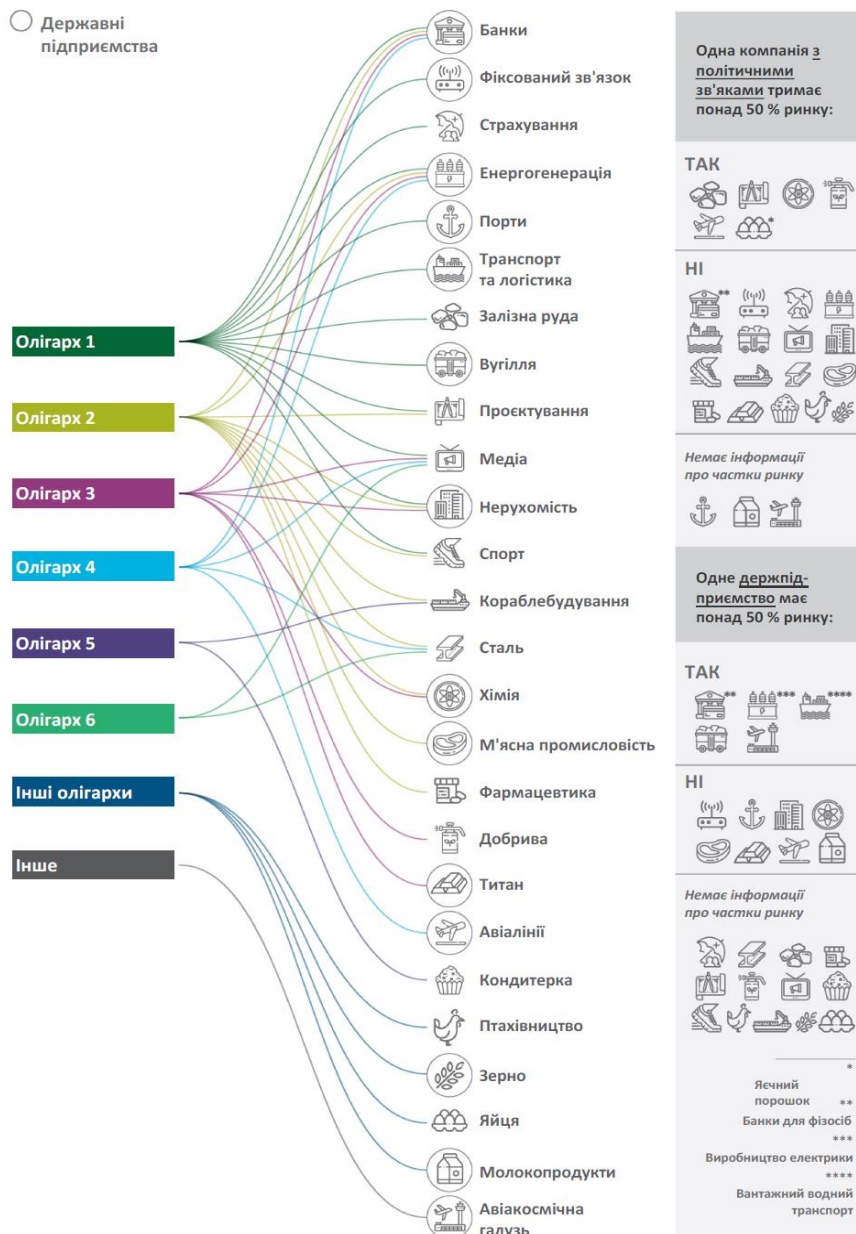 Державні
підприємства
Олігарх 1
Олігарх 2
Олігарх 3
Олігарх 4
Олігарх 5
Олігарх 6
Інші олігархи
Інше
Банки
Фіксований зв'язок
Страхування
Енергогенерація
Порти
Транспорт
та логістика
Залізна руда
Вугілля
Проєктування
Медіа
Нерухомість
Спорт
Кораблебудування
Сталь
Хімія
М'ясна промисловість
Фармацевтика
Добрива
Титан
Авіалінії
Кондитерка
Птахівництво
Зерно
Яйця
Молокопродукти
Авіакосмічна
галузь
Одна компанія з
політичними
зв'яками тримає
понад 50 % ринку:
ТАК
*
НІ
**
Немає інформації
про частки ринку
Одне держпід-
приємство має
понад 50 % ринку:
ТАК
** *** ****
НІ
Немає інформації
про частки ринку
*
Яєчний
порошок **
Банки для фізосіб
***
Виробництво електрики
****
Вантажний водний
транспорт